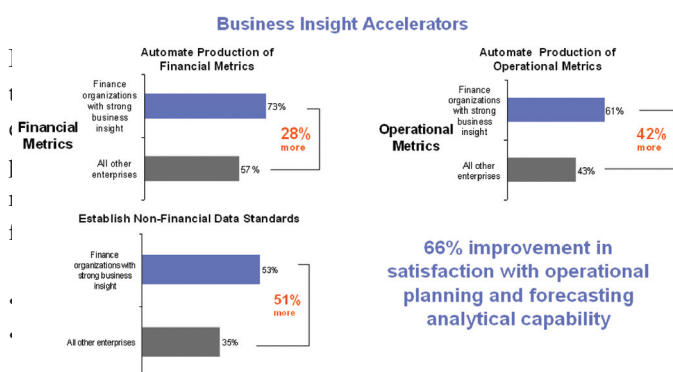 Business Insight Accelerators
Automate Production of
Financial Metrics
Finance
organizations
with strong
business
insight
73%
Financial
Metrics
28%
more
All other
enterprises
57%
Automate Production of
Operational Metrics
Finance
organizations
with strong
business
insight
61%
Operational
Metrics
42%
more
All other
enterprises
43%
Establish Non-Financial Data Standards
Finance
organizations with
strong business
insight
53%
51%
more
All other enterprises
35%
66% improvement in
satisfaction with operational
planning and forecasting
analytical capability